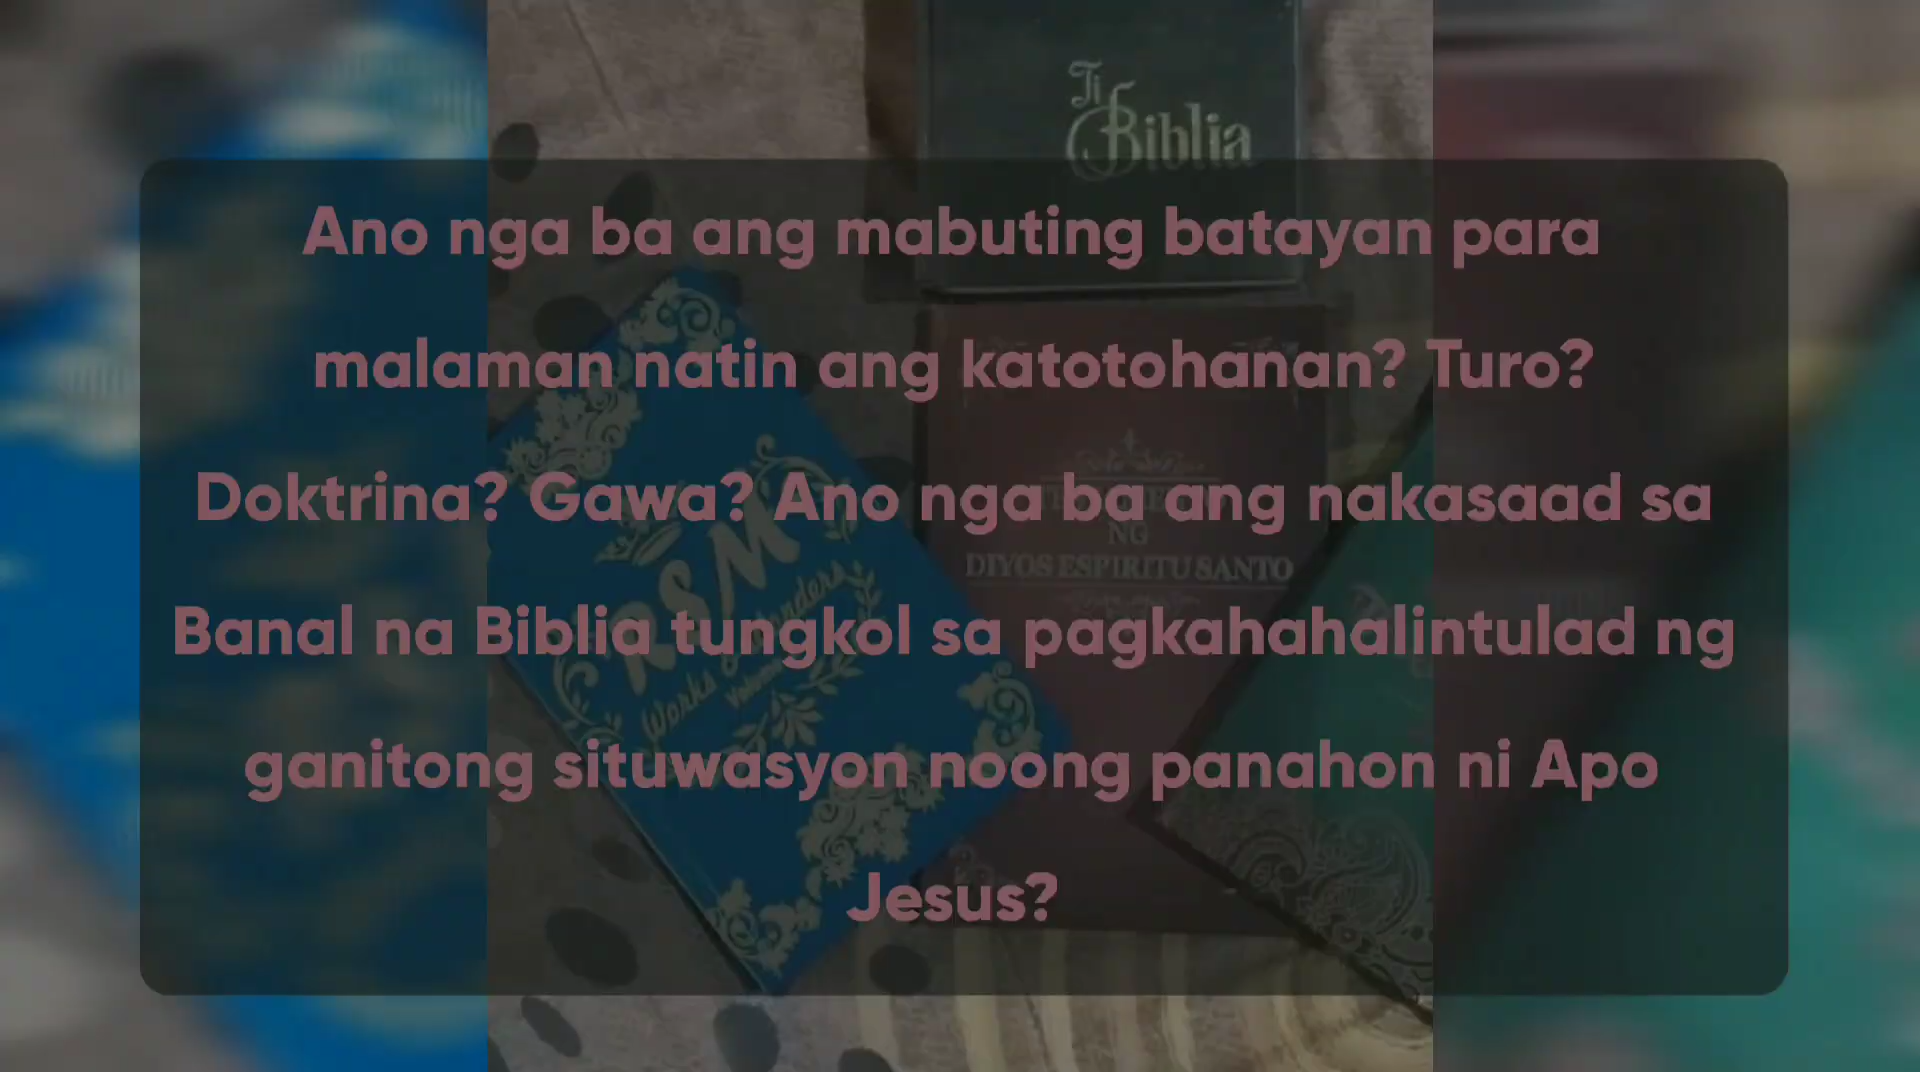 Ti
Biblia
Ano nga ba ang mabuting batayan para
malaman natin ang katotohanan? Turo?
Doktrina? Gawa? Ano nga ba ang nakasaad sa
Banal na Biblia tungkol sa pagkahahalintulad ng
ganitong situwasyon noong panahon ni Apo
Jesus?
NG
DIYOS ESPIRITU SANTO
RSM
Works